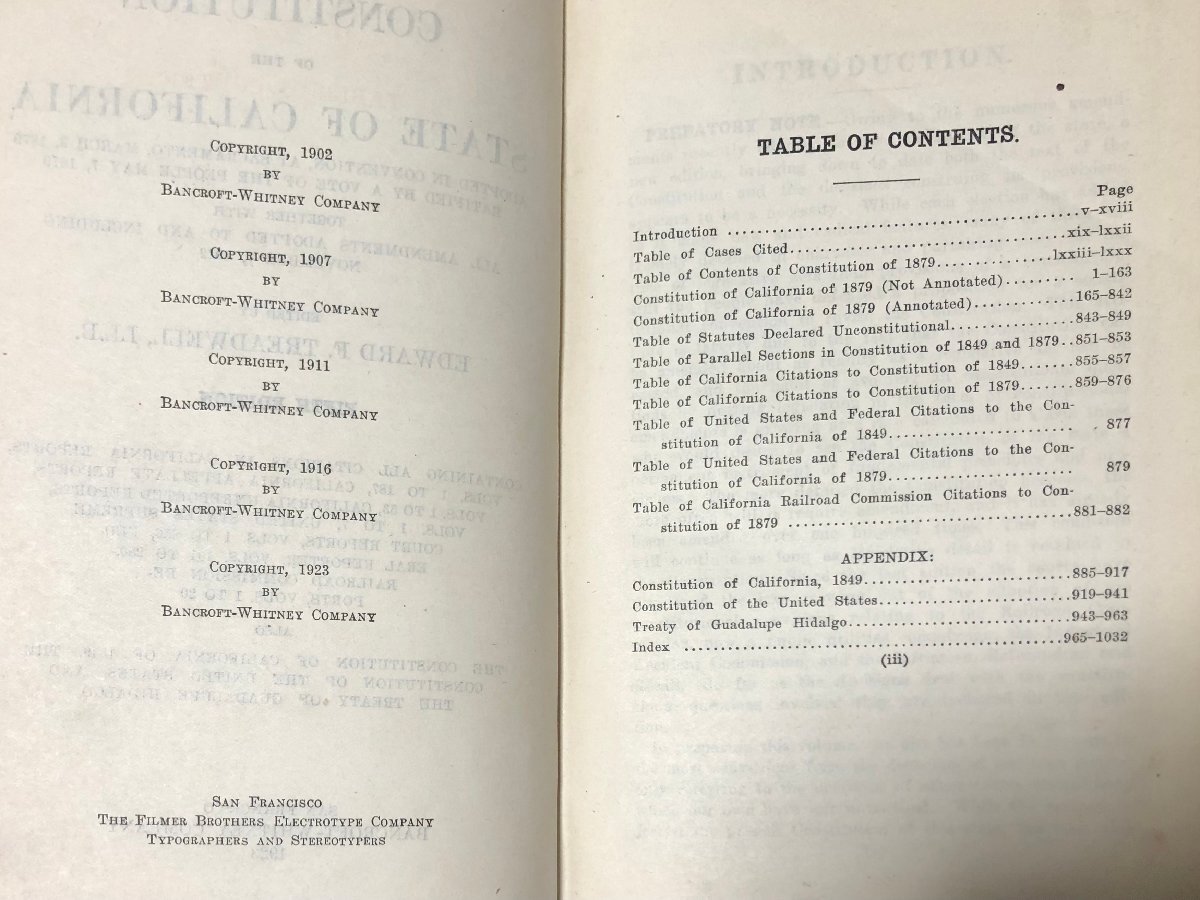 COPYRIGHT, 1902
BY
BANCROFT-WHITNEY COMPANY
COPYRIGHT, 1907
BY
BANCROFT-WHITNEY COMPANY
COPYRIGHT, 1911
BY
BANCROFT-WHITNEY COMPANY
COPYRIGHT, 1916
BY
BANCROFT-WHITNEY COMPANY
COPYRIGHT, 1923
BY
BANCROFT-WHITNEY COMPANY
SAN FRANCISCO
THE FILMER BROTHERS ELECTROTYPE COMPANY
TYPOGRAPHERS AND STEREOTYPERS
TABLE OF CONTENTS.
Page
Introduction ........ v–xviii
Table of Cases Cited........ xix–lxxii
Table of Contents of Constitution of 1879........ lxxiii–lxxx
Constitution of California of 1879 (Not Annotated)........ 1–163
Constitution of California of 1879 (Annotated)........ 165–842
Table of Statutes Declared Unconstitutional........ 843–849
Table of Parallel Sections in Constitution of 1849 and 1879..851–853
Table of California Citations to Constitution of 1849.......855–857
Table of California Citations to Constitution of 1879.......859–876
Table of United States and Federal Citations to the Con-
stitution of California of 1849........ 877
Table of United States and Federal Citations to the Con-
stitution of California of 1879........ 879
Table of California Railroad Commission Citations to Con-
stitution of 1879 ........881–882
APPENDIX:
Constitution of California, 1849........885–917
Constitution of the United States........919–941
Treaty of Guadalupe Hidalgo........943–963
Index ........965–1032
(iii)